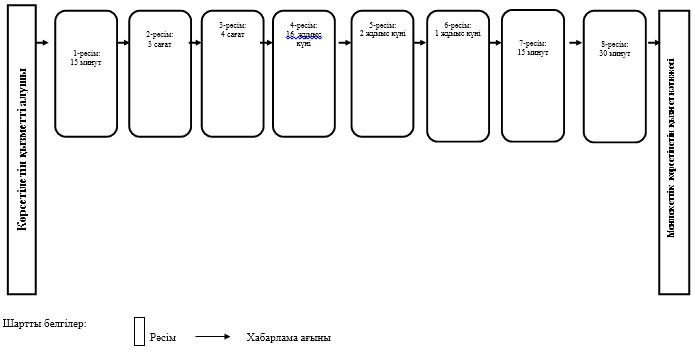 Көрсетілетін қызметті алушы
1-рәсім:
15 минут
2-рәсім:
3 сағат
3-рәсім:
4 сағат
4-рәсім:
16 жұмыс
күні
5-рәсім:
2 жұмыс күні
6-рәсім:
1 жұмыс күні
7-рәсім:
15 минут
8-рәсім:
30 минут
Мемлекеттік көрсетілетін қызмет нәтижесі
Шартты белгілер:
Рәсім
Хабарлама ағыны